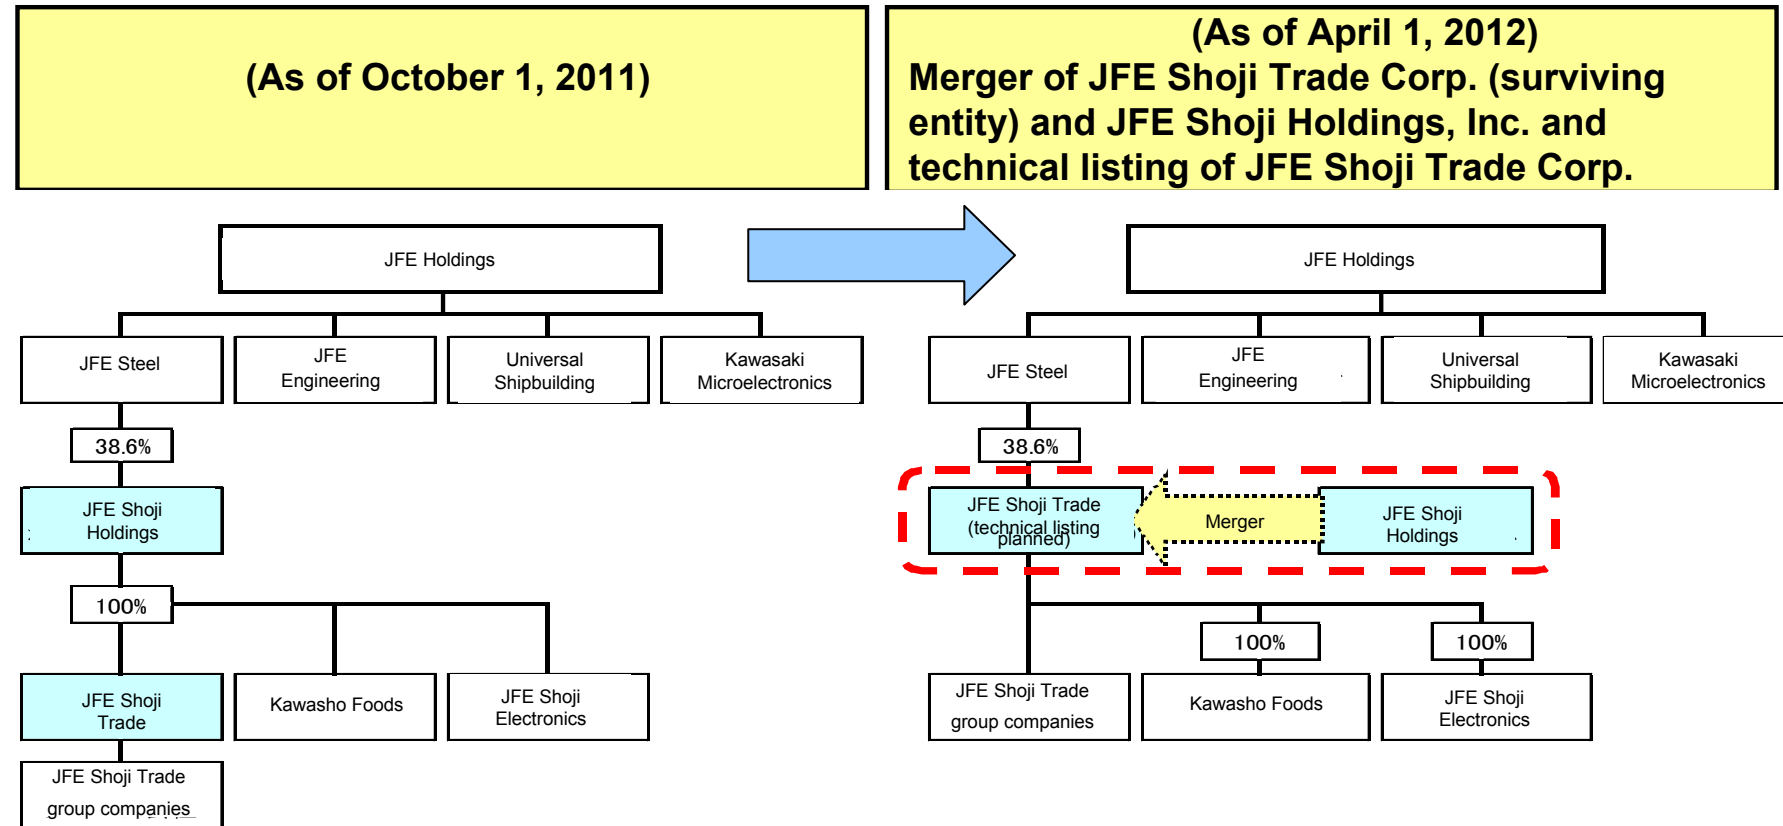 (As of October 1, 2011)
(As of April 1, 2012)
Merger of JFE Shoji Trade Corp. (surviving
entity) and JFE Shoji Holdings, Inc. and
technical listing of JFE Shoji Trade Corp.
JFE Holdings
JFE Steel
JFE
Engineering
Universal
Shipbuilding
Kawasaki
Microelectronics
38.6%
JFE Shoji
Holdings
100%
JFE Shoji
Trade
Kawasho Foods
JFE Shoji
Electronics
JFE Shoji Trade
group companies
JFE Holdings
JFE Steel
JFE
Engineering
Universal
Shipbuilding
Kawasaki
Microelectronics
38.6%
JFE Shoji Trade
(technical listing
planned)
Merger
JFE Shoji
Holdings
100%
100%
JFE Shoji Trade
group companies
Kawasho Foods
JFE Shoji
Electronics